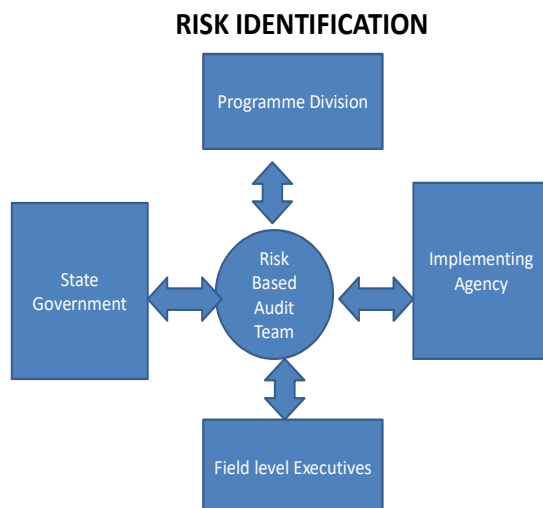 RISK IDENTIFICATION
Programme Division
State
Government
Risk
Based
Audit
Team
Implementing
Agency
Field level Executives